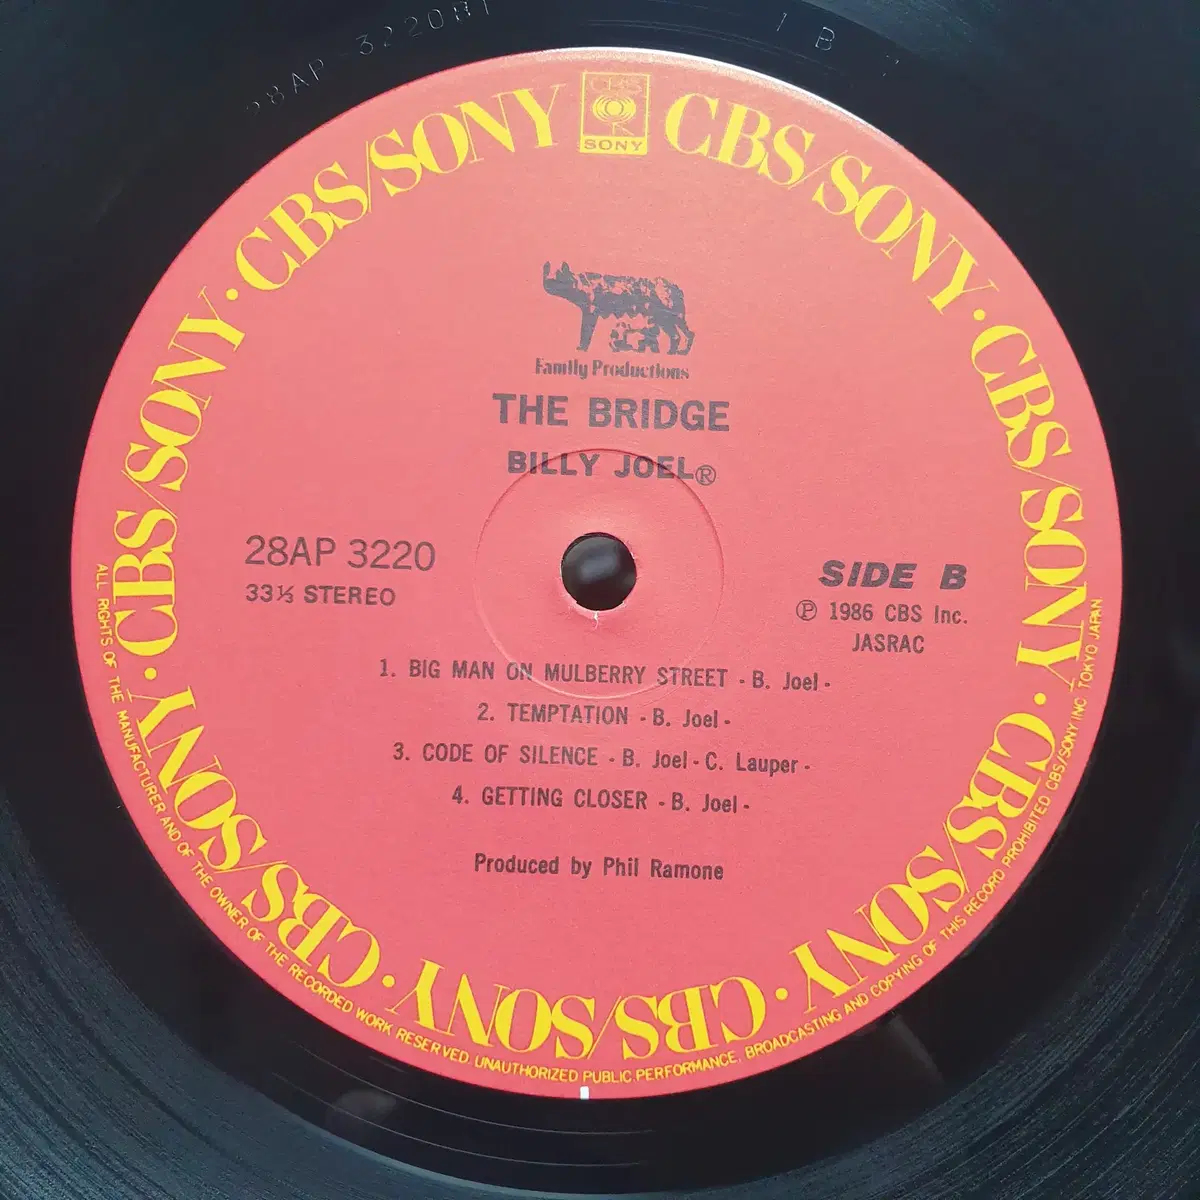 28AP 3220B1 1 B
CBS/SONY · CBS/SONY · CBS/SONY · CBS/SONY · CBS/SONY · CBS/SONY · CBS/SONY · CBS/SONY
CBS
SONY
Family Productions
THE BRIDGE
BILLY JOEL®
28AP 3220
33⅓ STEREO
SIDE B
℗ 1986 CBS Inc.
JASRAC
1. BIG MAN ON MULBERRY STREET - B. Joel -
2. TEMPTATION - B. Joel -
3. CODE OF SILENCE - B. Joel - C. Lauper -
4. GETTING CLOSER - B. Joel -
Produced by Phil Ramone
ALL RIGHTS OF THE MANUFACTURER AND OF THE OWNER OF THE RECORDED WORK RESERVED. UNAUTHORIZED PUBLIC PERFORMANCE, BROADCASTING AND COPYING OF THIS RECORD PROHIBITED CBS/SONY INC TOKYO JAPAN